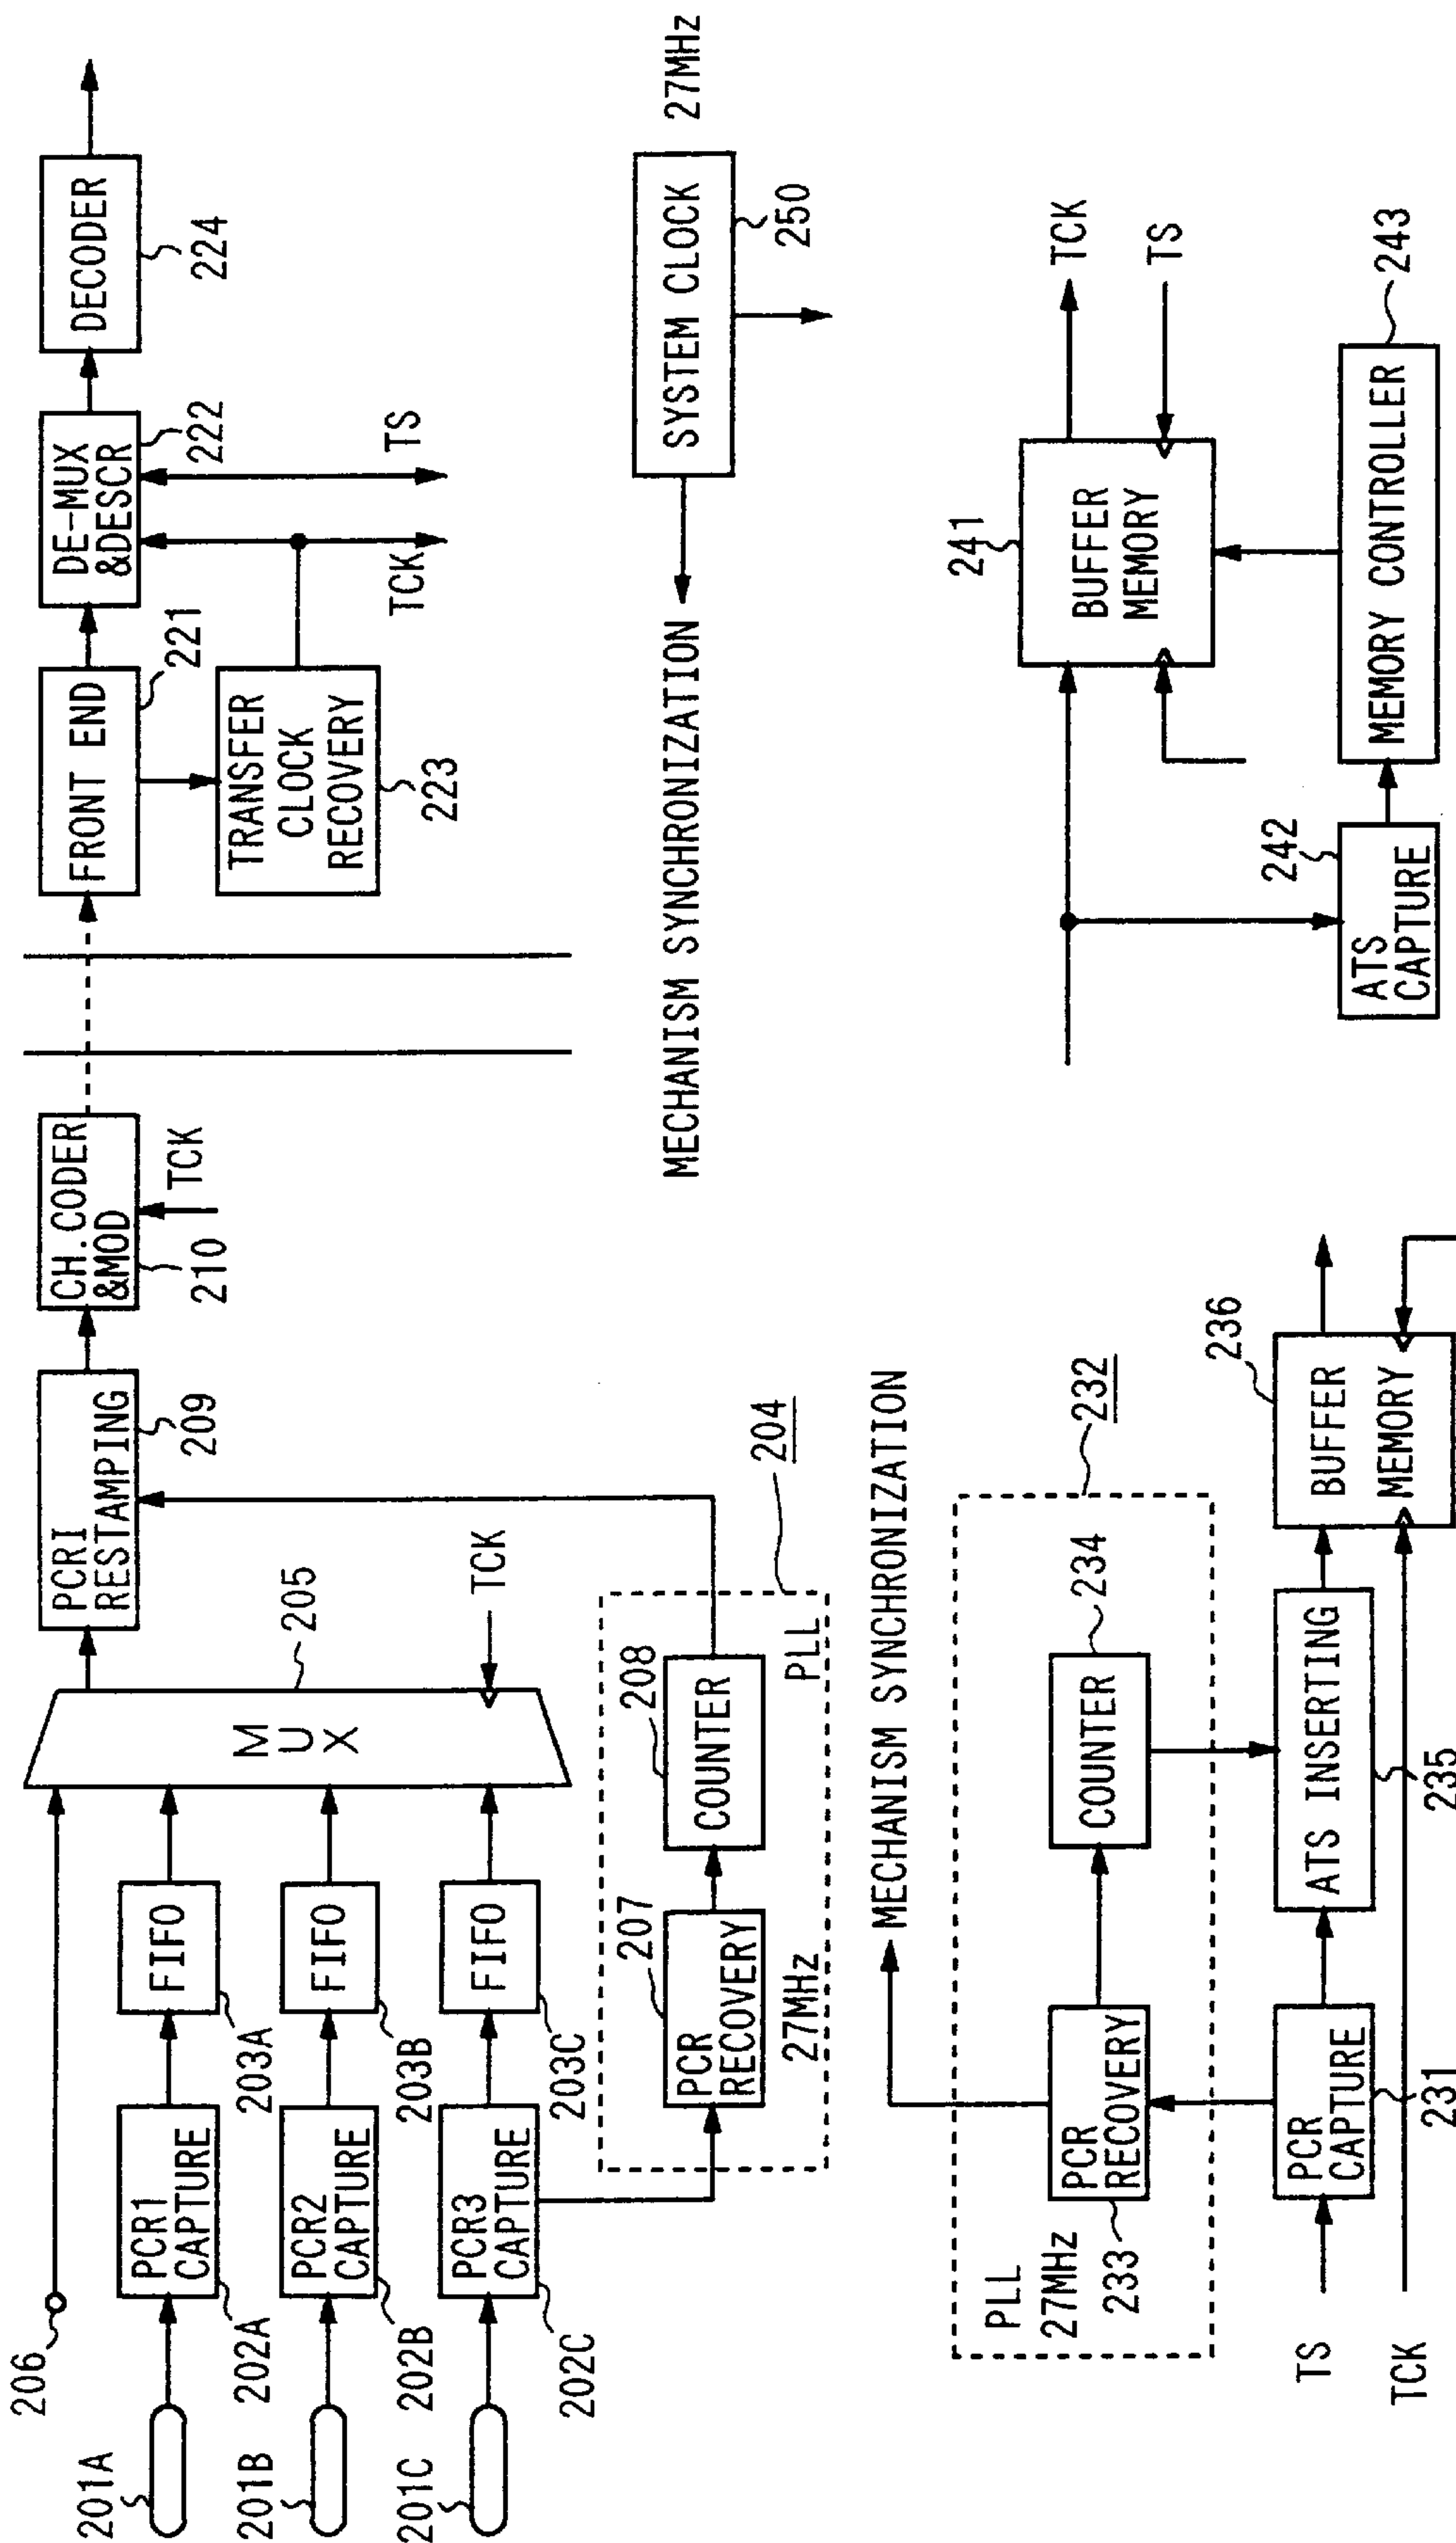 206
201A
202A
PCR1
CAPTURE
203A
FIFO
201B
202B
PCR2
CAPTURE
203B
FIFO
201C
202C
PCR3
CAPTURE
203C
FIFO
MUX
205
TCK
207
PCR
RECOVERY
27MHz
208
COUNTER
PLL
204
PCRI
RESTAMPING
209
CH.CODER
&MOD
210
TCK
FRONT END
221
TRANSFER
CLOCK
RECOVERY
223
DE-MUX
&DESCR
222
TCK
TS
DECODER
224
MECHANISM SYNCHRONIZATION
SYSTEM CLOCK
27MHz
250
MECHANISM SYNCHRONIZATION
232
PLL
27MHz
233
PCR
RECOVERY
COUNTER
234
TS
TCK
PCR
CAPTURE
231
ATS INSERTING
235
BUFFER
MEMORY
236
241
BUFFER
MEMORY
TCK
TS
242
ATS
CAPTURE
MEMORY CONTROLLER
243